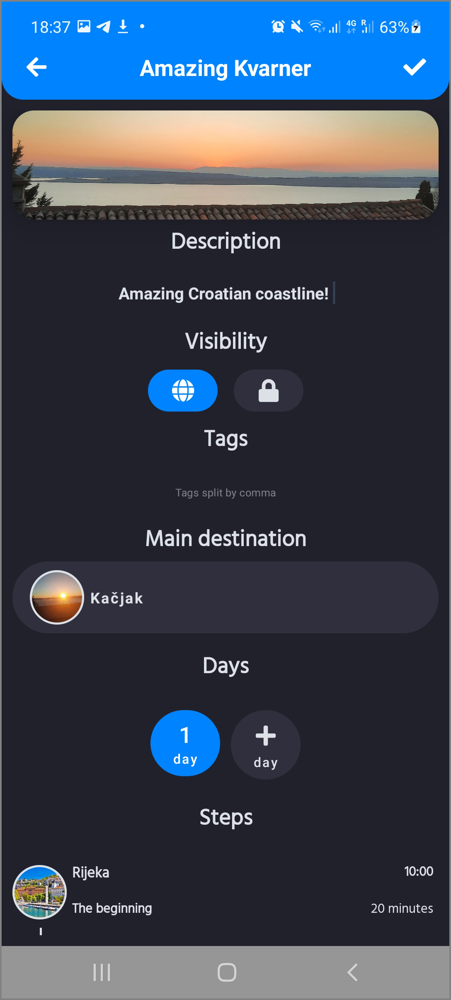 18:37 4G R 63%
Amazing Kvarner
Description
Amazing Croatian coastline!
Visibility
Tags
Tags split by comma
Main destination
Kačjak
Days
1
day
day
Steps
Rijeka 10:00
The beginning 20 minutes